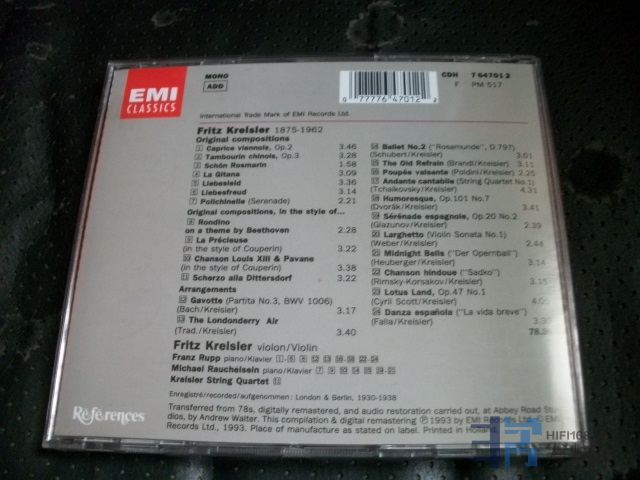 EMI
CLASSICS
MONO
ADD
0 77776 47012 2
CDH 7 64701 2
F PM 517
International Trade Mark of EMI Records Ltd.
Fritz Kreisler 1875-1962
Original compositions
1 Caprice viennois, Op.2 3.46
2 Tambourin chinois, Op.3 3.28
3 Schön Rosmarin 1.58
4 La Gitana 3.09
5 Liebesleid 3.36
6 Liebesfreud 3.14
7 Polichinelle (Serenade) 2.21
Original compositions, in the style of...
8 Rondino
on a theme by Beethoven 2.28
9 La Précieuse
(in the style of Couperin) 3.22
10 Chanson Louis XIII & Pavane
(in the style of Couperin) 3.38
11 Scherzo alla Dittersdorf 3.22
Arrangements
12 Gavotte (Partita No.3, BWV 1006)
(Bach/Kreisler) 3.17
13 The Londonderry Air
(Trad./Kreisler) 3.40
14 Ballet No.2 ("Rosamunde", D.797)
(Schubert/Kreisler) 3.01
15 The Old Refrain (Brandl/Kreisler) 3.11
16 Poupée valsante (Poldini/Kreisler) 2.25
17 Andante cantabile (String Quartet No.1)
(Tchaikovsky/Kreisler) 4.31
18 Humoresque, Op.101 No.7
(Dvořák/Kreisler) 3.41
19 Sérénade espagnole, Op.20 No.2
(Glazunov/Kreisler) 2.39
20 Larghetto (Violin Sonata No.1)
(Weber/Kreisler) 2.44
21 Midnight Bells ("Der Opernball")
(Heuberger/Kreisler) 3.14
22 Chanson hindoue ("Sadko")
(Rimsky-Korsakov/Kreisler) 3.15
23 Lotus Land, Op.47 No.1
(Cyril Scott/Kreisler)
24 Danza española ("La vida breve")
(Falla/Kreisler)
Fritz Kreisler violon/Violin
Franz Rupp piano/Klavier
Michael Raucheisein piano/Klavier
Kreisler String Quartet 11
Enregistré/recorded/aufgenommen: London & Berlin, 1930-1938
Transferred from 78s, digitally remastered, and audio restoration carried out, at Abbey Road Stu-
dios, by Andrew Walter. This compilation & digital remastering ℗ 1993 by EMI Records Ltd. © EMI
Records Ltd., 1993. Place of manufacture as stated on label. Printed in Holland.
Références
HIFI168